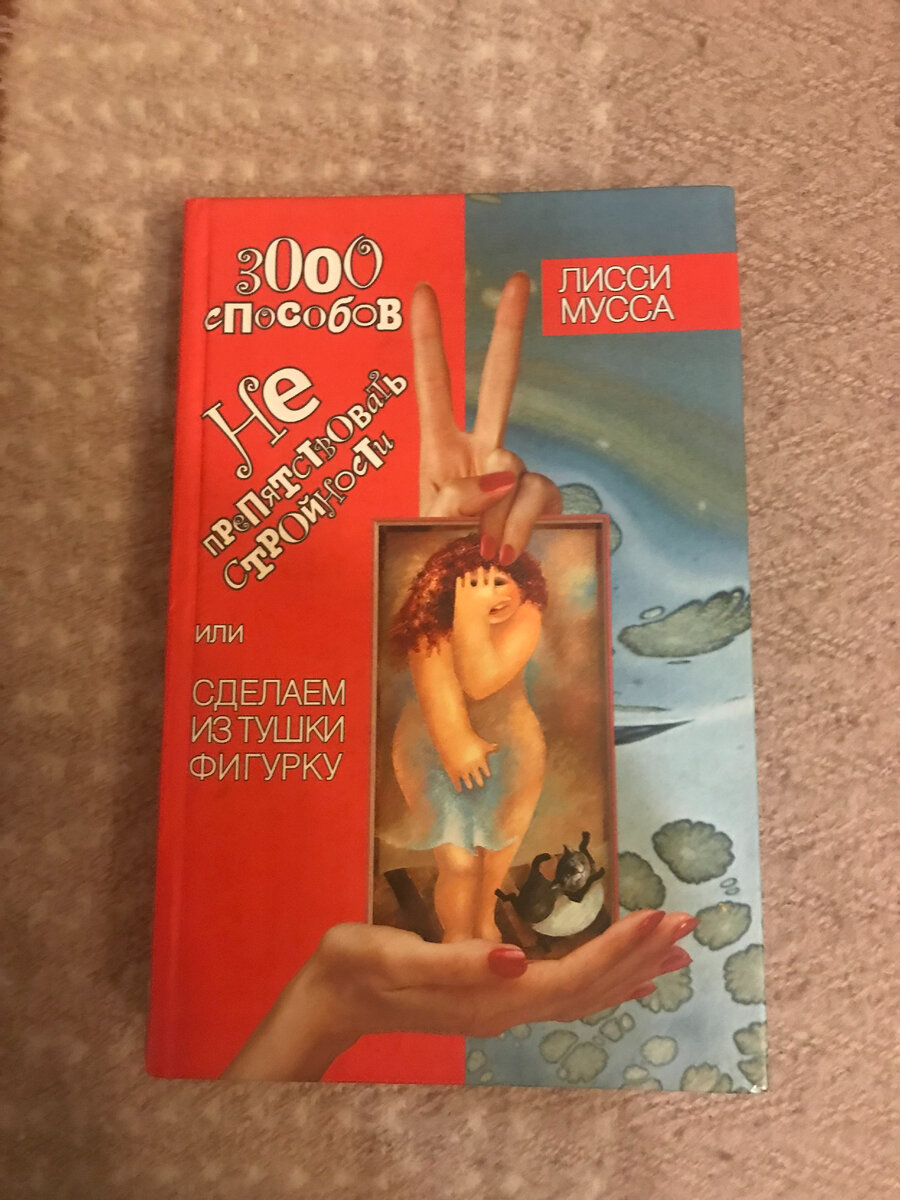 3000
способов
Не
препятствовать
стройности
или
СДЕЛАЕМ
ИЗ ТУШКИ
ФИГУРКУ
ЛИССИ
МУССА